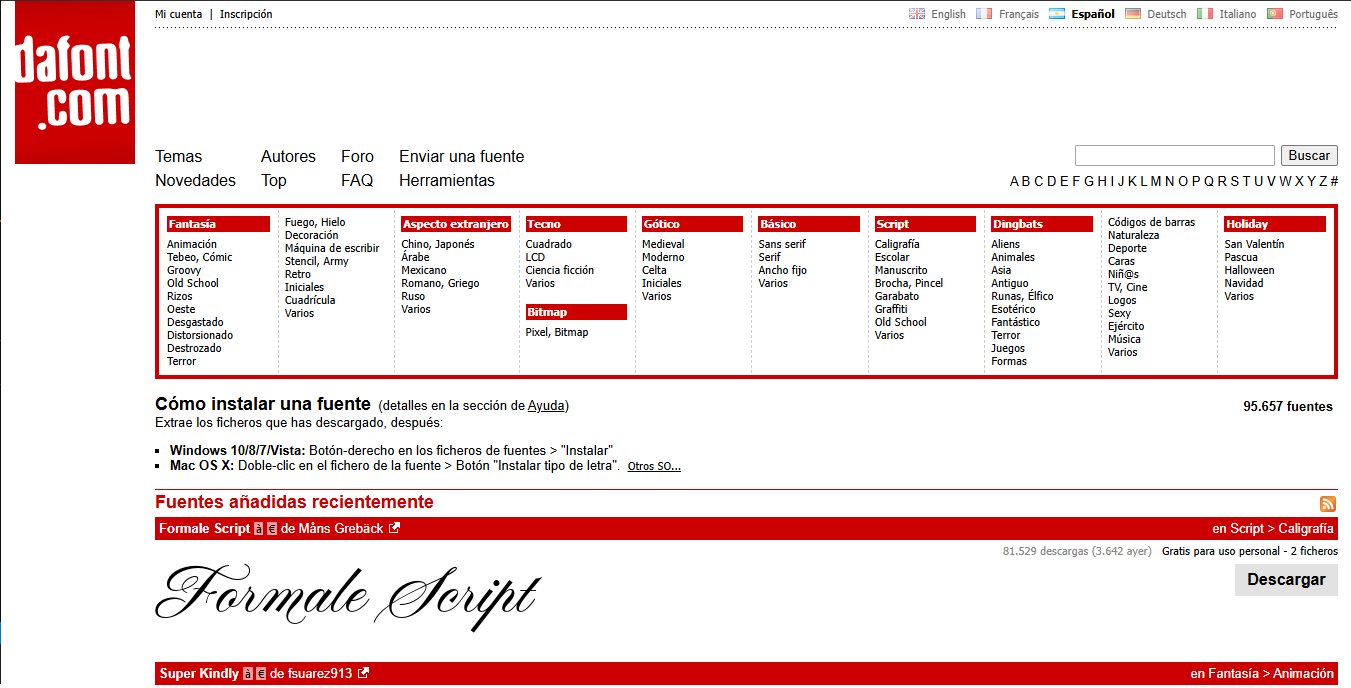 dafont
.com
Mi cuenta | Inscripción
English Français Español Deutsch Italiano Português
Temas Autores Foro Enviar una fuente
Buscar
Novedades Top FAQ Herramientas
A B C D E F G H I J K L M N O P Q R S T U V W X Y Z #
Fantasía
Animación
Tebeo, Cómic
Groovy
Old School
Rizos
Oeste
Desgastado
Distorsionado
Destrozado
Terror
Fuego, Hielo
Decoración
Máquina de escribir
Stencil, Army
Retro
Iniciales
Cuadrícula
Varios
Aspecto extranjero
Chino, Japonés
Árabe
Mexicano
Romano, Griego
Ruso
Varios
Tecno
Cuadrado
LCD
Ciencia ficción
Varios
Bitmap
Pixel, Bitmap
Gótico
Medieval
Moderno
Celta
Iniciales
Varios
Básico
Sans serif
Serif
Ancho fijo
Varios
Script
Caligrafía
Escolar
Manuscrito
Brocha, Pincel
Garabato
Graffiti
Old School
Varios
Dingbats
Aliens
Animales
Asia
Antiguo
Runas, Élfico
Esotérico
Fantástico
Terror
Juegos
Formas
Códigos de barras
Naturaleza
Deporte
Caras
Niñ@s
TV, Cine
Logos
Sexy
Ejército
Música
Varios
Holiday
San Valentín
Pascua
Halloween
Navidad
Varios
Cómo instalar una fuente (detalles en la sección de Ayuda)
95.657 fuentes
Extrae los ficheros que has descargado, después:
Windows 10/8/7/Vista: Botón-derecho en los ficheros de fuentes > "Instalar"
Mac OS X: Doble-clic en el fichero de la fuente > Botón "Instalar tipo de letra". Otros SO...
Fuentes añadidas recientemente
Formale Script à € de Måns Grebäck
en Script > Caligrafía
81.529 descargas (3.642 ayer) Gratis para uso personal - 2 ficheros
Formale Script
Descargar
Super Kindly à € de fsuarez913
en Fantasía > Animación